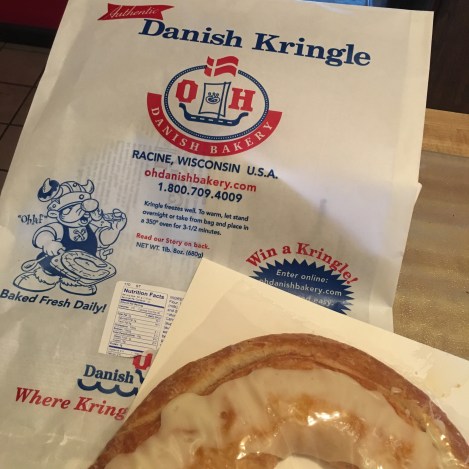 Authentic
Danish Kringle
O H
DANISH BAKERY
RACINE, WISCONSIN U.S.A.
ohdanishbakery.com
1.800.709.4009
Kringle freezes well. To warm, let stand
overnight or take from bag and place in
a 350° oven for 3-1/2 minutes.
Read our Story on back.
NET WT. 1lb. 8oz. (680g)
"Ohh!"
Baked Fresh Daily!
Win a Kringle!
Enter online:
ohdanishbakery.com
easy.
Nutrition Facts
O
Danish
Where Kring